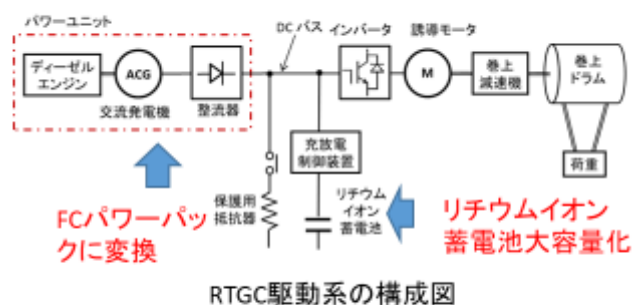 パワーユニット
DC バス
インバータ
誘導モータ
ディーゼル
エンジン
ACG
M
巻上
減速機
巻上
ドラム
交流発電機
整流器
充放電
制御装置
荷重
保護用
抵抗器
リチウム
イオン
蓄電池
FCパワーパッ
クに変換
リチウムイオン
蓄電池大容量化
RTGC駆動系の構成図